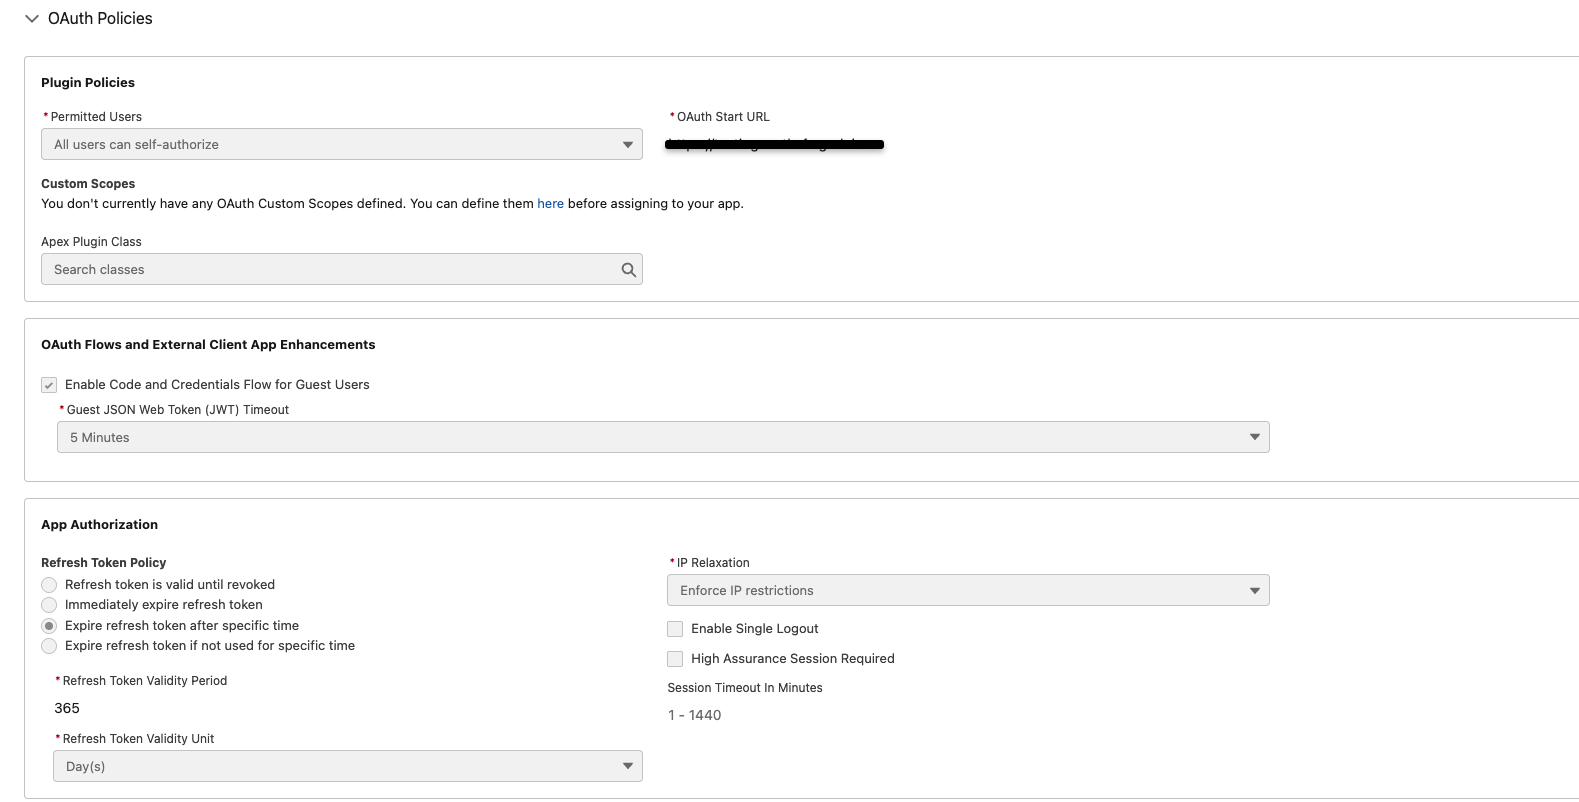 OAuth Policies
Plugin Policies
* Permitted Users
All users can self-authorize
* OAuth Start URL
Custom Scopes
You don't currently have any OAuth Custom Scopes defined. You can define them here before assigning to your app.
Apex Plugin Class
Search classes
OAuth Flows and External Client App Enhancements
Enable Code and Credentials Flow for Guest Users
* Guest JSON Web Token (JWT) Timeout
5 Minutes
App Authorization
Refresh Token Policy
Refresh token is valid until revoked
Immediately expire refresh token
Expire refresh token after specific time
Expire refresh token if not used for specific time
* Refresh Token Validity Period
365
* Refresh Token Validity Unit
Day(s)
* IP Relaxation
Enforce IP restrictions
Enable Single Logout
High Assurance Session Required
Session Timeout In Minutes
1 - 1440